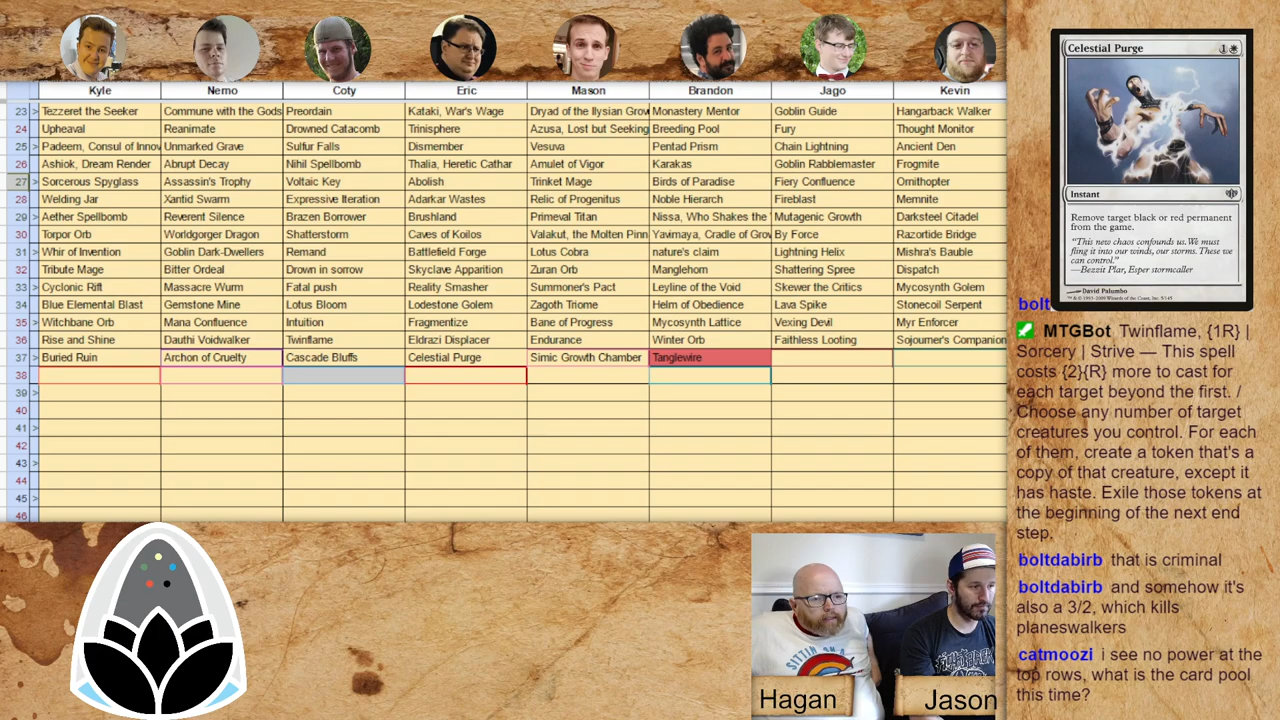 Kyle Nemo Coty Eric Mason Brandon Jago Kevin
23 > Tezzeret the Seeker Commune with the Gods Preordain Kataki, War's Wage Dryad of the Ilysian Grov Monastery Mentor Goblin Guide Hangarback Walker
24 Upheaval Reanimate Drowned Catacomb Trinisphere Azusa, Lost but Seeking Breeding Pool Fury Thought Monitor
25 > Padeem, Consul of Innov Unmarked Grave Sulfur Falls Dismember Vesuva Pentad Prism Chain Lightning Ancient Den
26 Ashiok, Dream Render Abrupt Decay Nihil Spellbomb Thalia, Heretic Cathar Amulet of Vigor Karakas Goblin Rabblemaster Frogmite
27 > Sorcerous Spyglass Assassin's Trophy Voltaic Key Abolish Trinket Mage Birds of Paradise Fiery Confluence Ornithopter
28 Welding Jar Xantid Swarm Expressive Iteration Adarkar Wastes Relic of Progenitus Noble Hierarch Fireblast Memnite
29 > Aether Spellbomb Reverent Silence Brazen Borrower Brushland Primeval Titan Nissa, Who Shakes the Mutagenic Growth Darksteel Citadel
30 Torpor Orb Worldgorger Dragon Shatterstorm Caves of Koilos Valakut, the Molten Pinn Yavimaya, Cradle of Grov Boros Charm Razortide Bridge
31 > Whir of Invention Goblin Dark-Dwellers Remand Battlefield Forge Lotus Cobra nature's claim Lightning Helix Mishra's Bauble
32 Tribute Mage Bitter Ordeal Drown in sorrow Skyclave Apparition Zuran Orb Manglehorn Shattering Spree Dispatch
33 > Cyclonic Rift Massacre Wurm Fatal push Reality Smasher Summoner's Pact Leyline of the Void Skewer the Critics Mycosynth Golem
34 Blue Elemental Blast Gemstone Mine Lotus Bloom Lodestone Golem Zagoth Triome Helm of Obedience Lava Spike Stonecoil Serpent
35 > Witchbane Orb Mana Confluence Intuition Fragmentize Bane of Progress Mycosynth Lattice Vexing Devil Myr Enforcer
36 Rise and Shine Dauthi Voidwalker Twinflame Eldrazi Displacer Endurance Winter Orb Faithless Looting Sojourner's Companion
37 > Buried Ruin Archon of Cruelty Cascade Bluffs Celestial Purge Simic Growth Chamber Tanglewire
38
39 >
40
41 >
42
43 >
44
45 >
46
Hagan Jason
Celestial Purge 1
Instant
Remove target black or red permanent
from the game.
"This new chaos confounds us. We must
fling it into our winds, our storms. These we
can control."
—Bezzit Plar, Esper stormcaller
David Palumbo
bolt
MTGBot Twinflame, {1R} |
Sorcery | Strive — This spell
costs {2}{R} more to cast for
each target beyond the first. /
Choose any number of target
creatures you control. For each
of them, create a token that's a
copy of that creature, except it
has haste. Exile those tokens at
the beginning of the next end
step.
boltdabirb that is criminal
boltdabirb and somehow it's
also a 3/2, which kills
planeswalkers
catmoozi i see no power at the
top rows, what is the card pool
this time?